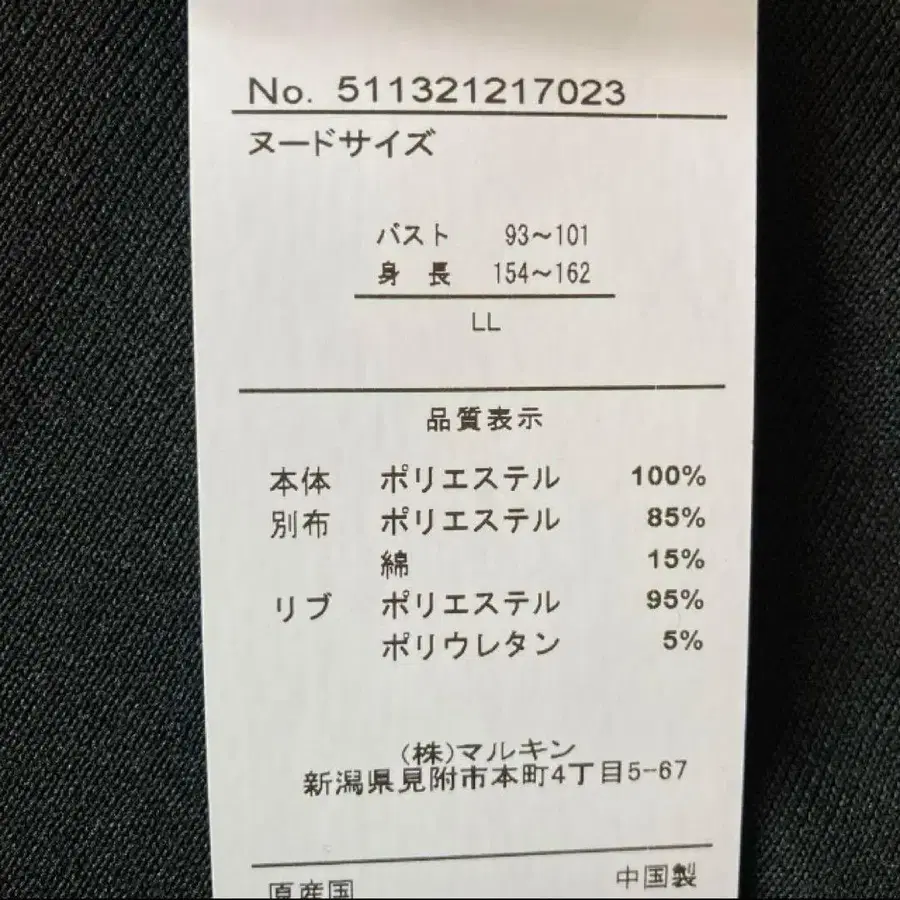 No. 511321217023
ヌードサイズ
バスト 93〜101
身 長 154〜162
LL
品質表示
本体 ポリエステル 100%
別布 ポリエステル 85%
綿 15%
リブ ポリエステル 95%
ポリウレタン 5%
(株)マルキン
新潟県見附市本町4丁目5-67
原産国 中国製